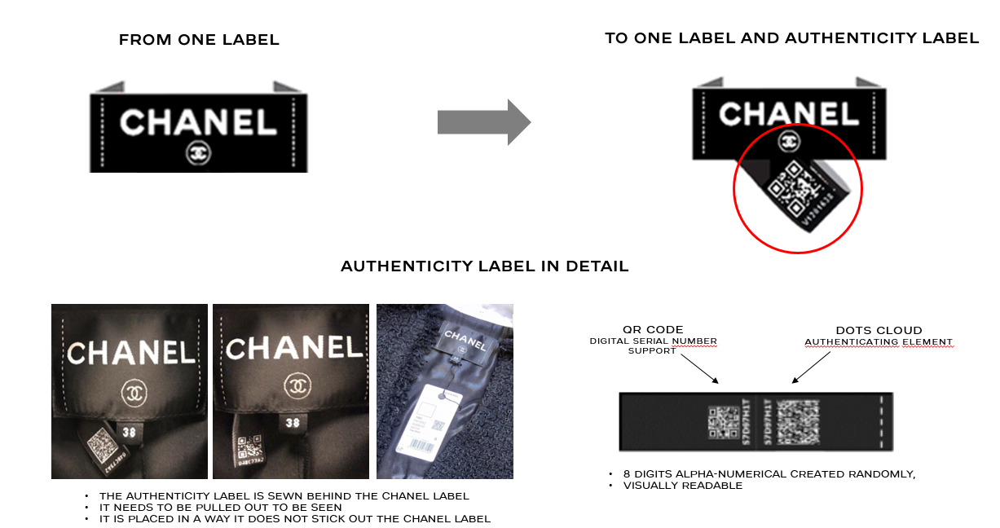 FROM ONE LABEL
TO ONE LABEL AND AUTHENTICITY LABEL
CHANEL
CHANEL
V1201638
AUTHENTICITY LABEL IN DETAIL
CHANEL
38
CHANEL
38
CHANEL
QR CODE
DIGITAL SERIAL NUMBER
SUPPORT
DOTS CLOUD
AUTHENTICATING ELEMENT
57D97H1T
57D97H1T
• THE AUTHENTICITY LABEL IS SEWN BEHIND THE CHANEL LABEL
• IT NEEDS TO BE PULLED OUT TO BE SEEN
• IT IS PLACED IN A WAY IT DOES NOT STICK OUT THE CHANEL LABEL
• 8 DIGITS ALPHA-NUMERICAL CREATED RANDOMLY,
• VISUALLY READABLE